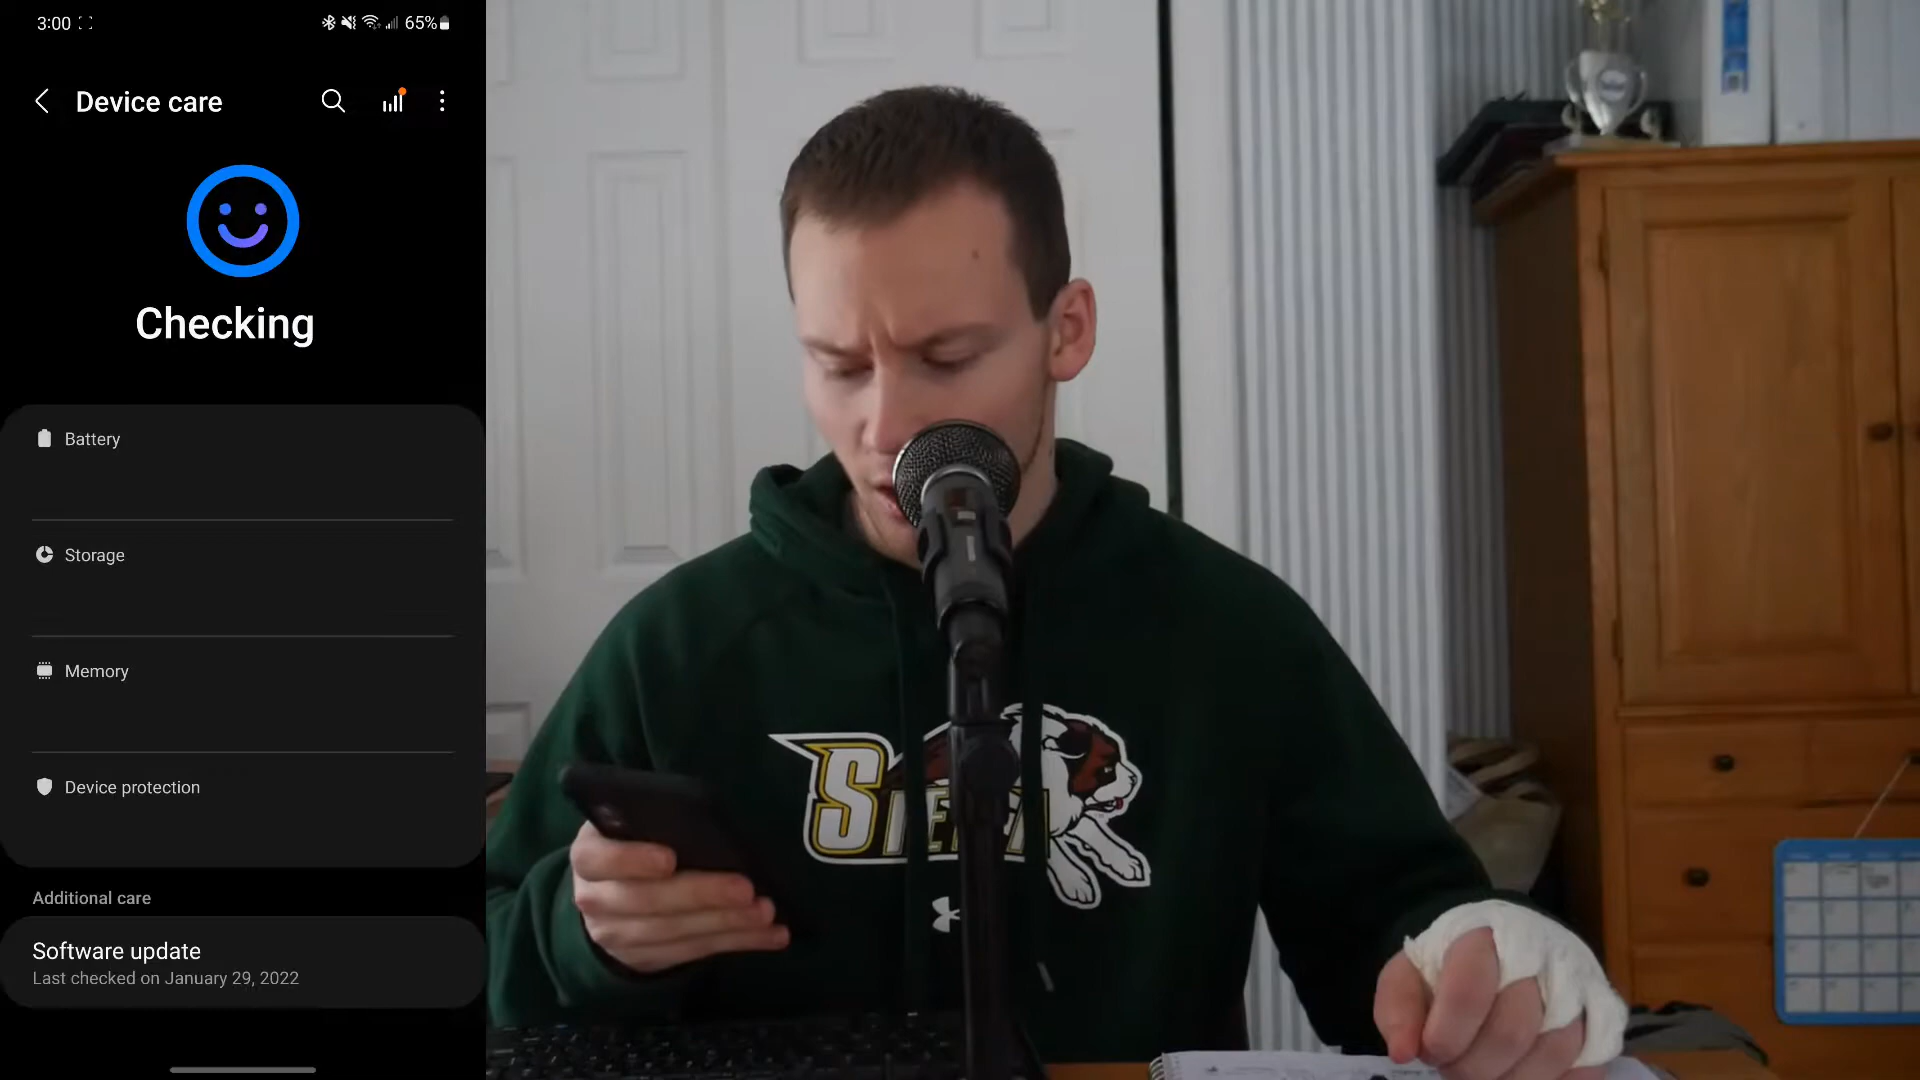 3:00
65%
Device care
Checking
Battery
Storage
Memory
Device protection
Additional care
Software update
Last checked on January 29, 2022